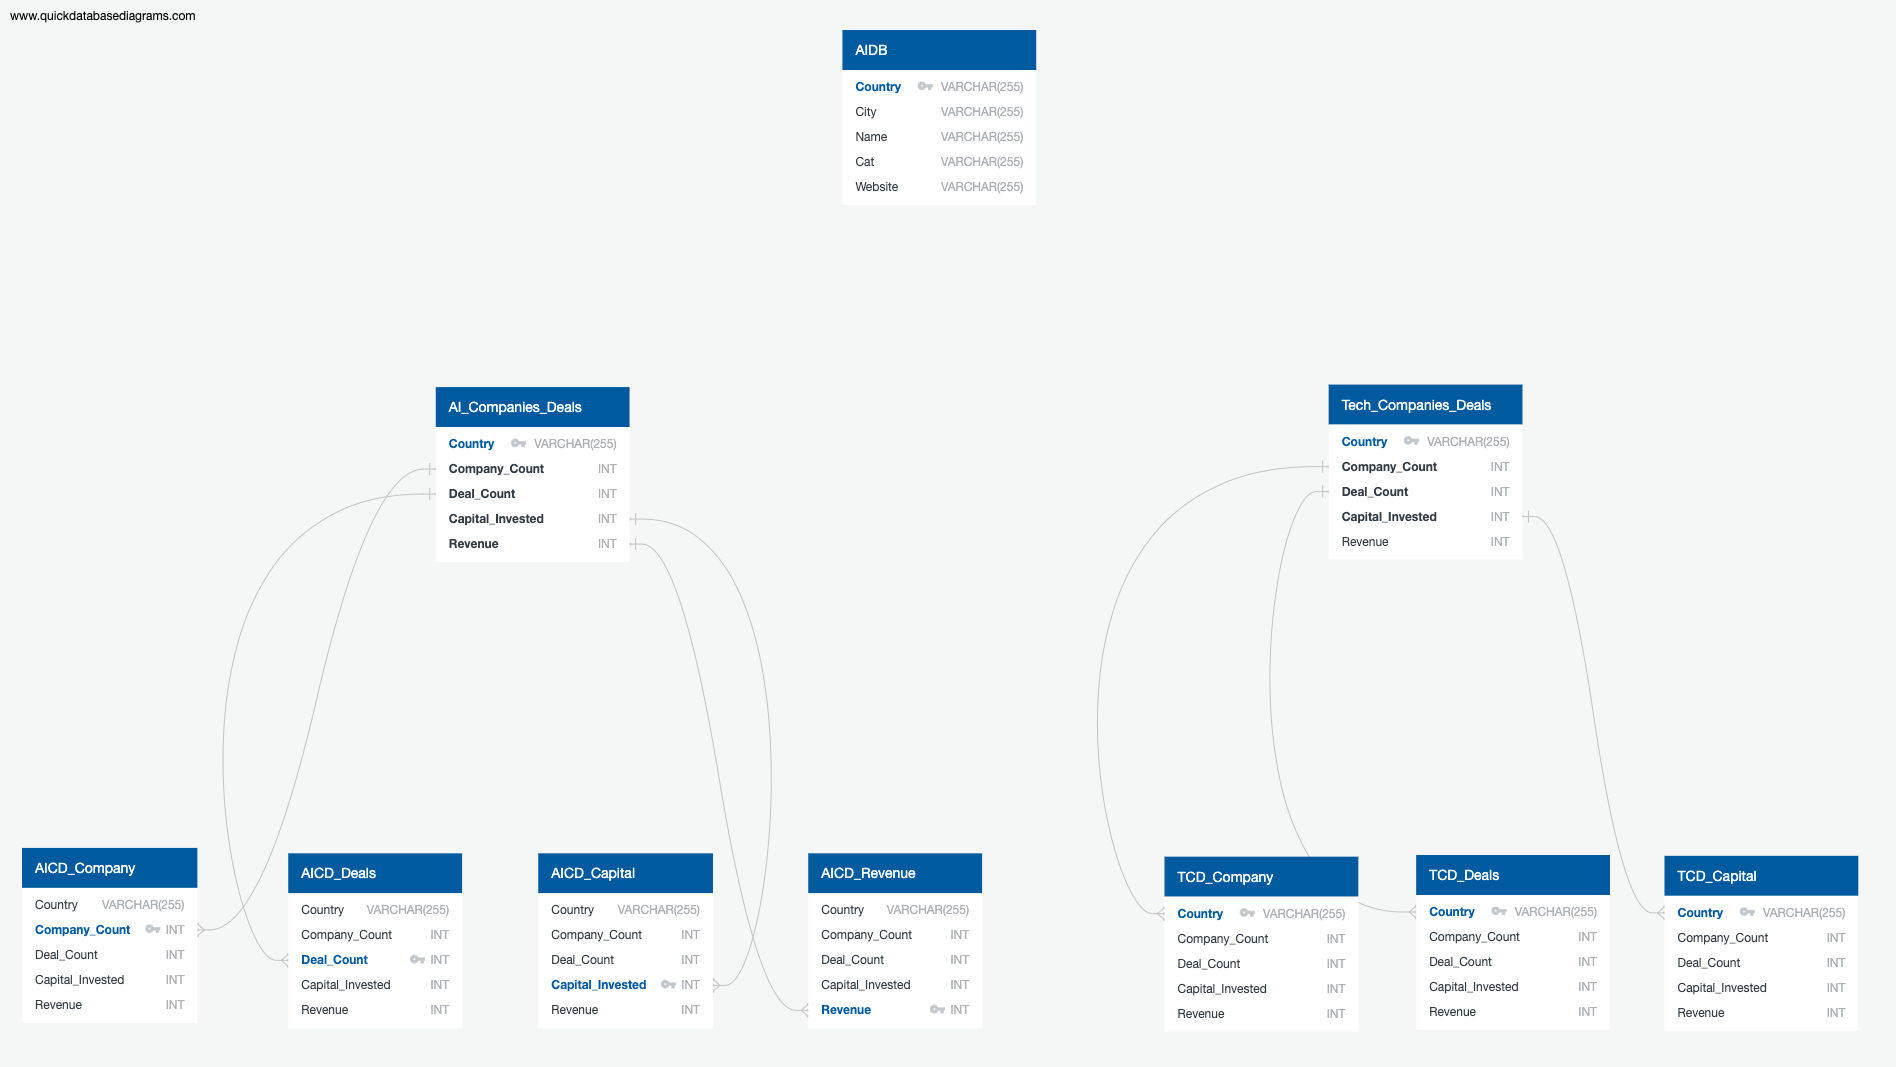 www.quickdatabasediagrams.com
AIDB
Country VARCHAR(255)
City VARCHAR(255)
Name VARCHAR(255)
Cat VARCHAR(255)
Website VARCHAR(255)
AI_Companies_Deals
Country VARCHAR(255)
Company_Count INT
Deal_Count INT
Capital_Invested INT
Revenue INT
Tech_Companies_Deals
Country VARCHAR(255)
Company_Count INT
Deal_Count INT
Capital_Invested INT
Revenue INT
AICD_Company
Country VARCHAR(255)
Company_Count INT
Deal_Count INT
Capital_Invested INT
Revenue INT
AICD_Deals
Country VARCHAR(255)
Company_Count INT
Deal_Count INT
Capital_Invested INT
Revenue INT
AICD_Capital
Country VARCHAR(255)
Company_Count INT
Deal_Count INT
Capital_Invested INT
Revenue INT
AICD_Revenue
Country VARCHAR(255)
Company_Count INT
Deal_Count INT
Capital_Invested INT
Revenue INT
TCD_Company
Country VARCHAR(255)
Company_Count INT
Deal_Count INT
Capital_Invested INT
Revenue INT
TCD_Deals
Country VARCHAR(255)
Company_Count INT
Deal_Count INT
Capital_Invested INT
Revenue INT
TCD_Capital
Country VARCHAR(255)
Company_Count INT
Deal_Count INT
Capital_Invested INT
Revenue INT